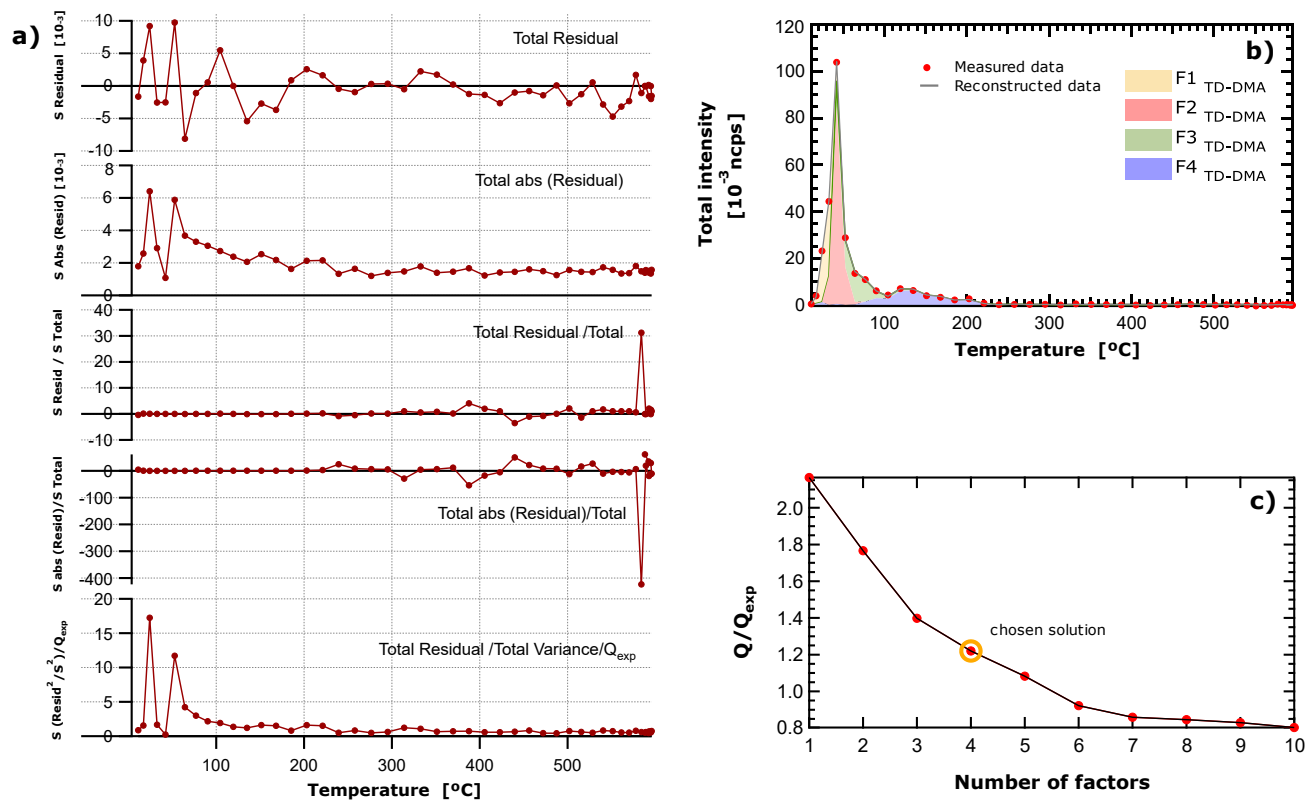 a)
S Residual [10-3]
10
5
0
-5
-10
Total Residual
S Abs (Resid) [10-3]
8
6
4
2
0
Total abs (Residual)
S Resid / S Total
40
30
20
10
0
-10
Total Residual /Total
S abs (Resid)/S Total
0
-100
-200
-300
-400
Total abs (Residual)/Total
S (Resid²/S²)/Qexp
20
15
10
5
0
Total Residual /Total Variance/Qexp
100
200
300
400
500
Temperature [ºC]
b)
Total intensity
[10⁻³ ncps]
120
100
80
60
40
20
0
Measured data
Reconstructed data
F1 TD-DMA
F2 TD-DMA
F3 TD-DMA
F4 TD-DMA
100
200
300
400
500
Temperature [ºC]
c)
Q/Qexp
2.0
1.8
1.6
1.4
1.2
1.0
0.8
chosen solution
1
2
3
4
5
6
7
8
9
10
Number of factors